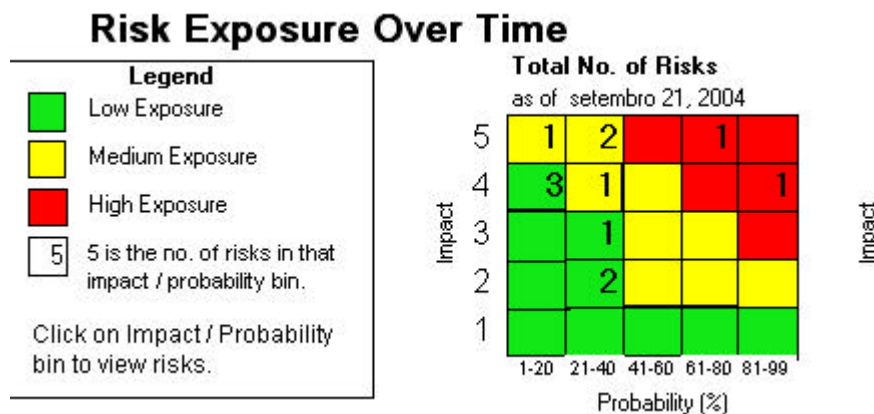 Risk Exposure Over Time
Legend
Low Exposure
Medium Exposure
High Exposure
5 5 is the no. of risks in that
impact / probability bin.
Click on Impact / Probability
bin to view risks.
Total No. of Risks
as of setembro 21, 2004
Impact
5 1 2 1
4 3 1 1
3 1
2 2
1
1-20 21-40 41-60 61-80 81-99
Probability (%)
Impact